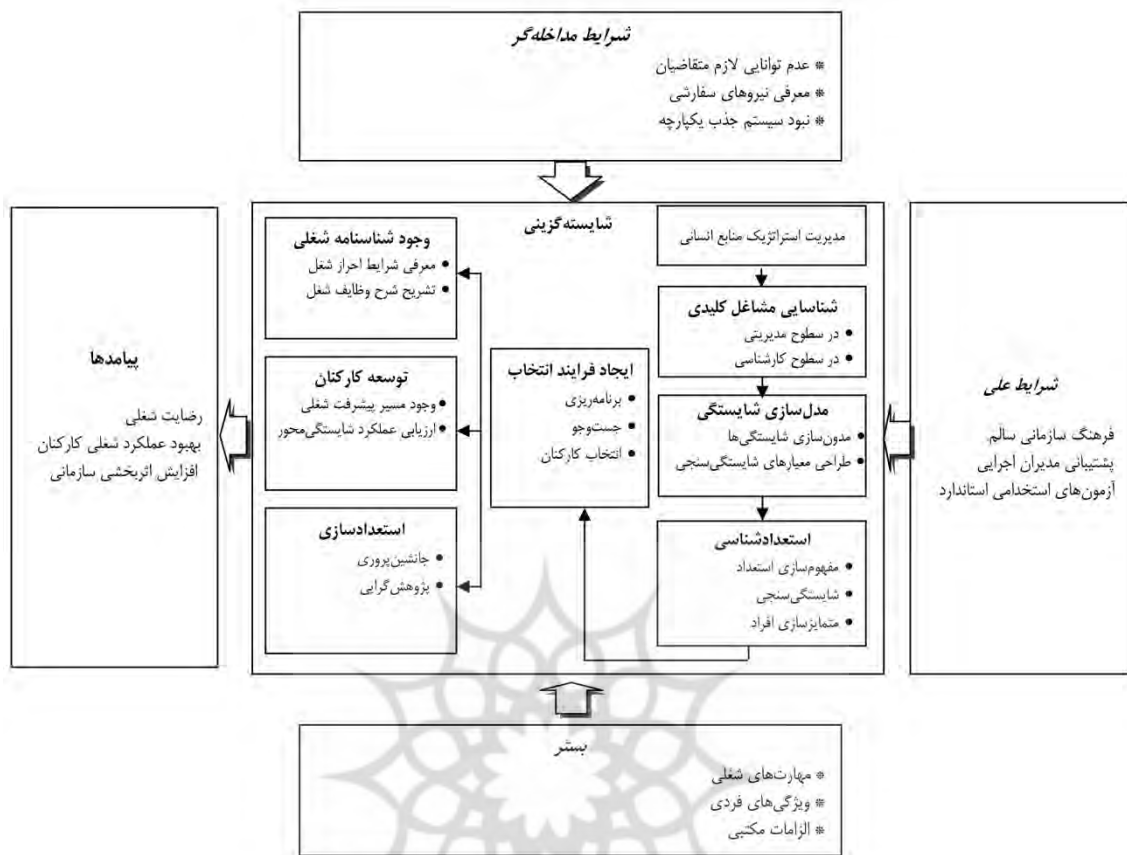 شرایط مداخله‌گر
* عدم توانایی لازم متقاضیان
* معرفی نیروهای سفارشی
* نبود سیستم جذب یکپارچه
شرایط علی
فرهنگ سازمانی سالم
پشتیبانی مدیران اجرایی
آزمون‌های استخدامی استاندارد
شایسته‌گزینی
مدیریت استراتژیک منابع انسانی
شناسایی مشاغل کلیدی
• در سطوح مدیریتی
• در سطوح کارشناسی
مدل‌سازی شایستگی
• مدون‌سازی شایستگی‌ها
• طراحی معیارهای شایستگی‌سنجی
استعدادشناسی
• مفهوم‌سازی استعداد
• شایستگی‌سنجی
• متمایزسازی افراد
ایجاد فرایند انتخاب
• برنامه‌ریزی
• جست‌وجو
• انتخاب کارکنان
وجود شناسنامه شغلی
• معرفی شرایط احراز شغل
• تشریح شرح وظایف شغل
توسعه کارکنان
• وجود مسیر پیشرفت شغلی
• ارزیابی عملکرد شایستگی‌محور
استعدادسازی
• جانشین‌پروری
• پژوهش‌گرایی
پیامدها
رضایت شغلی
بهبود عملکرد شغلی کارکنان
افزایش اثربخشی سازمانی
بستر
* مهارت‌های شغلی
* ویژگی‌های فردی
* الزامات مکتبی